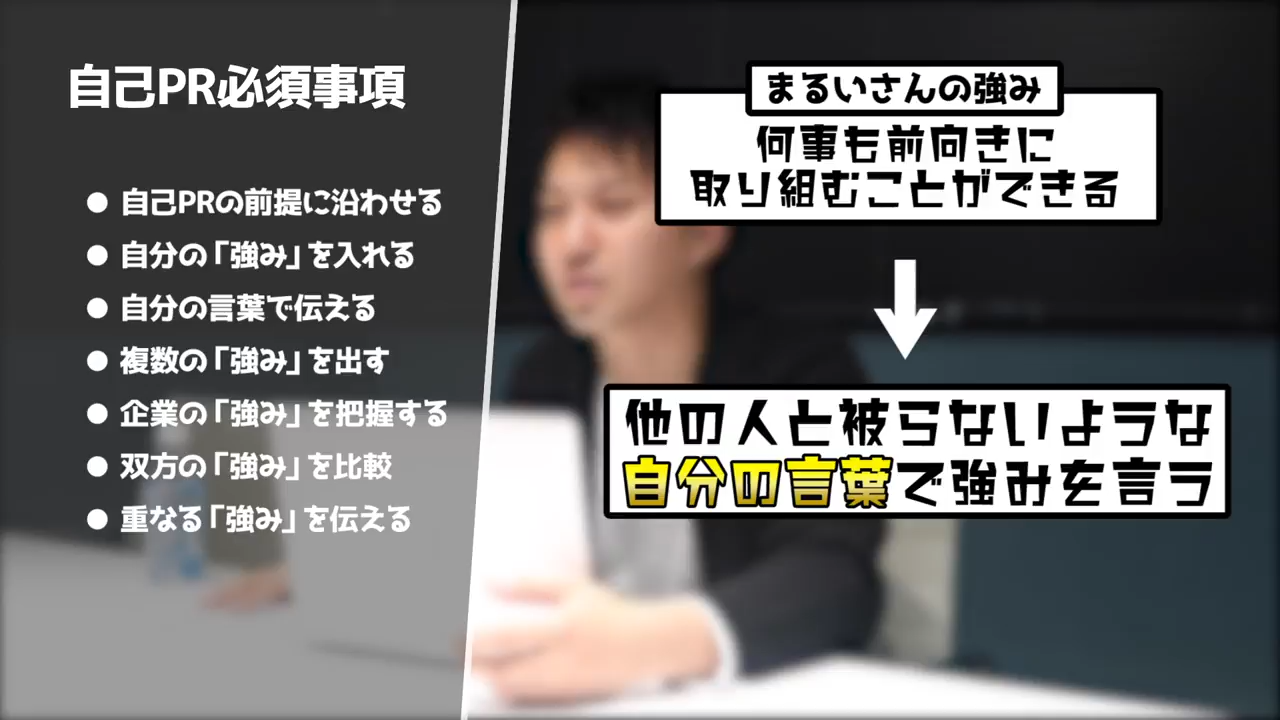 自己PR必須事項
● 自己PRの前提に沿わせる
● 自分の「強み」を入れる
● 自分の言葉で伝える
● 複数の「強み」を出す
● 企業の「強み」を把握する
● 双方の「強み」を比較
● 重なる「強み」を伝える
まるいさんの強み
何事も前向きに
取り組むことができる
他の人と被らないような
自分の言葉で強みを言う